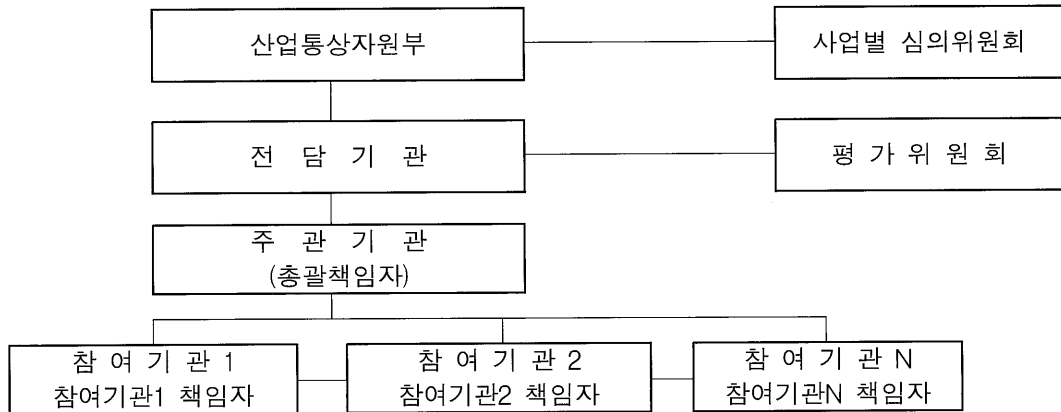 산업통상자원부
사업별 심의위원회
전 담 기 관
평 가 위 원 회
주 관 기 관
(총괄책임자)
참 여 기 관 1
참여기관1 책임자
참 여 기 관 2
참여기관2 책임자
참 여 기 관 N
참여기관N 책임자